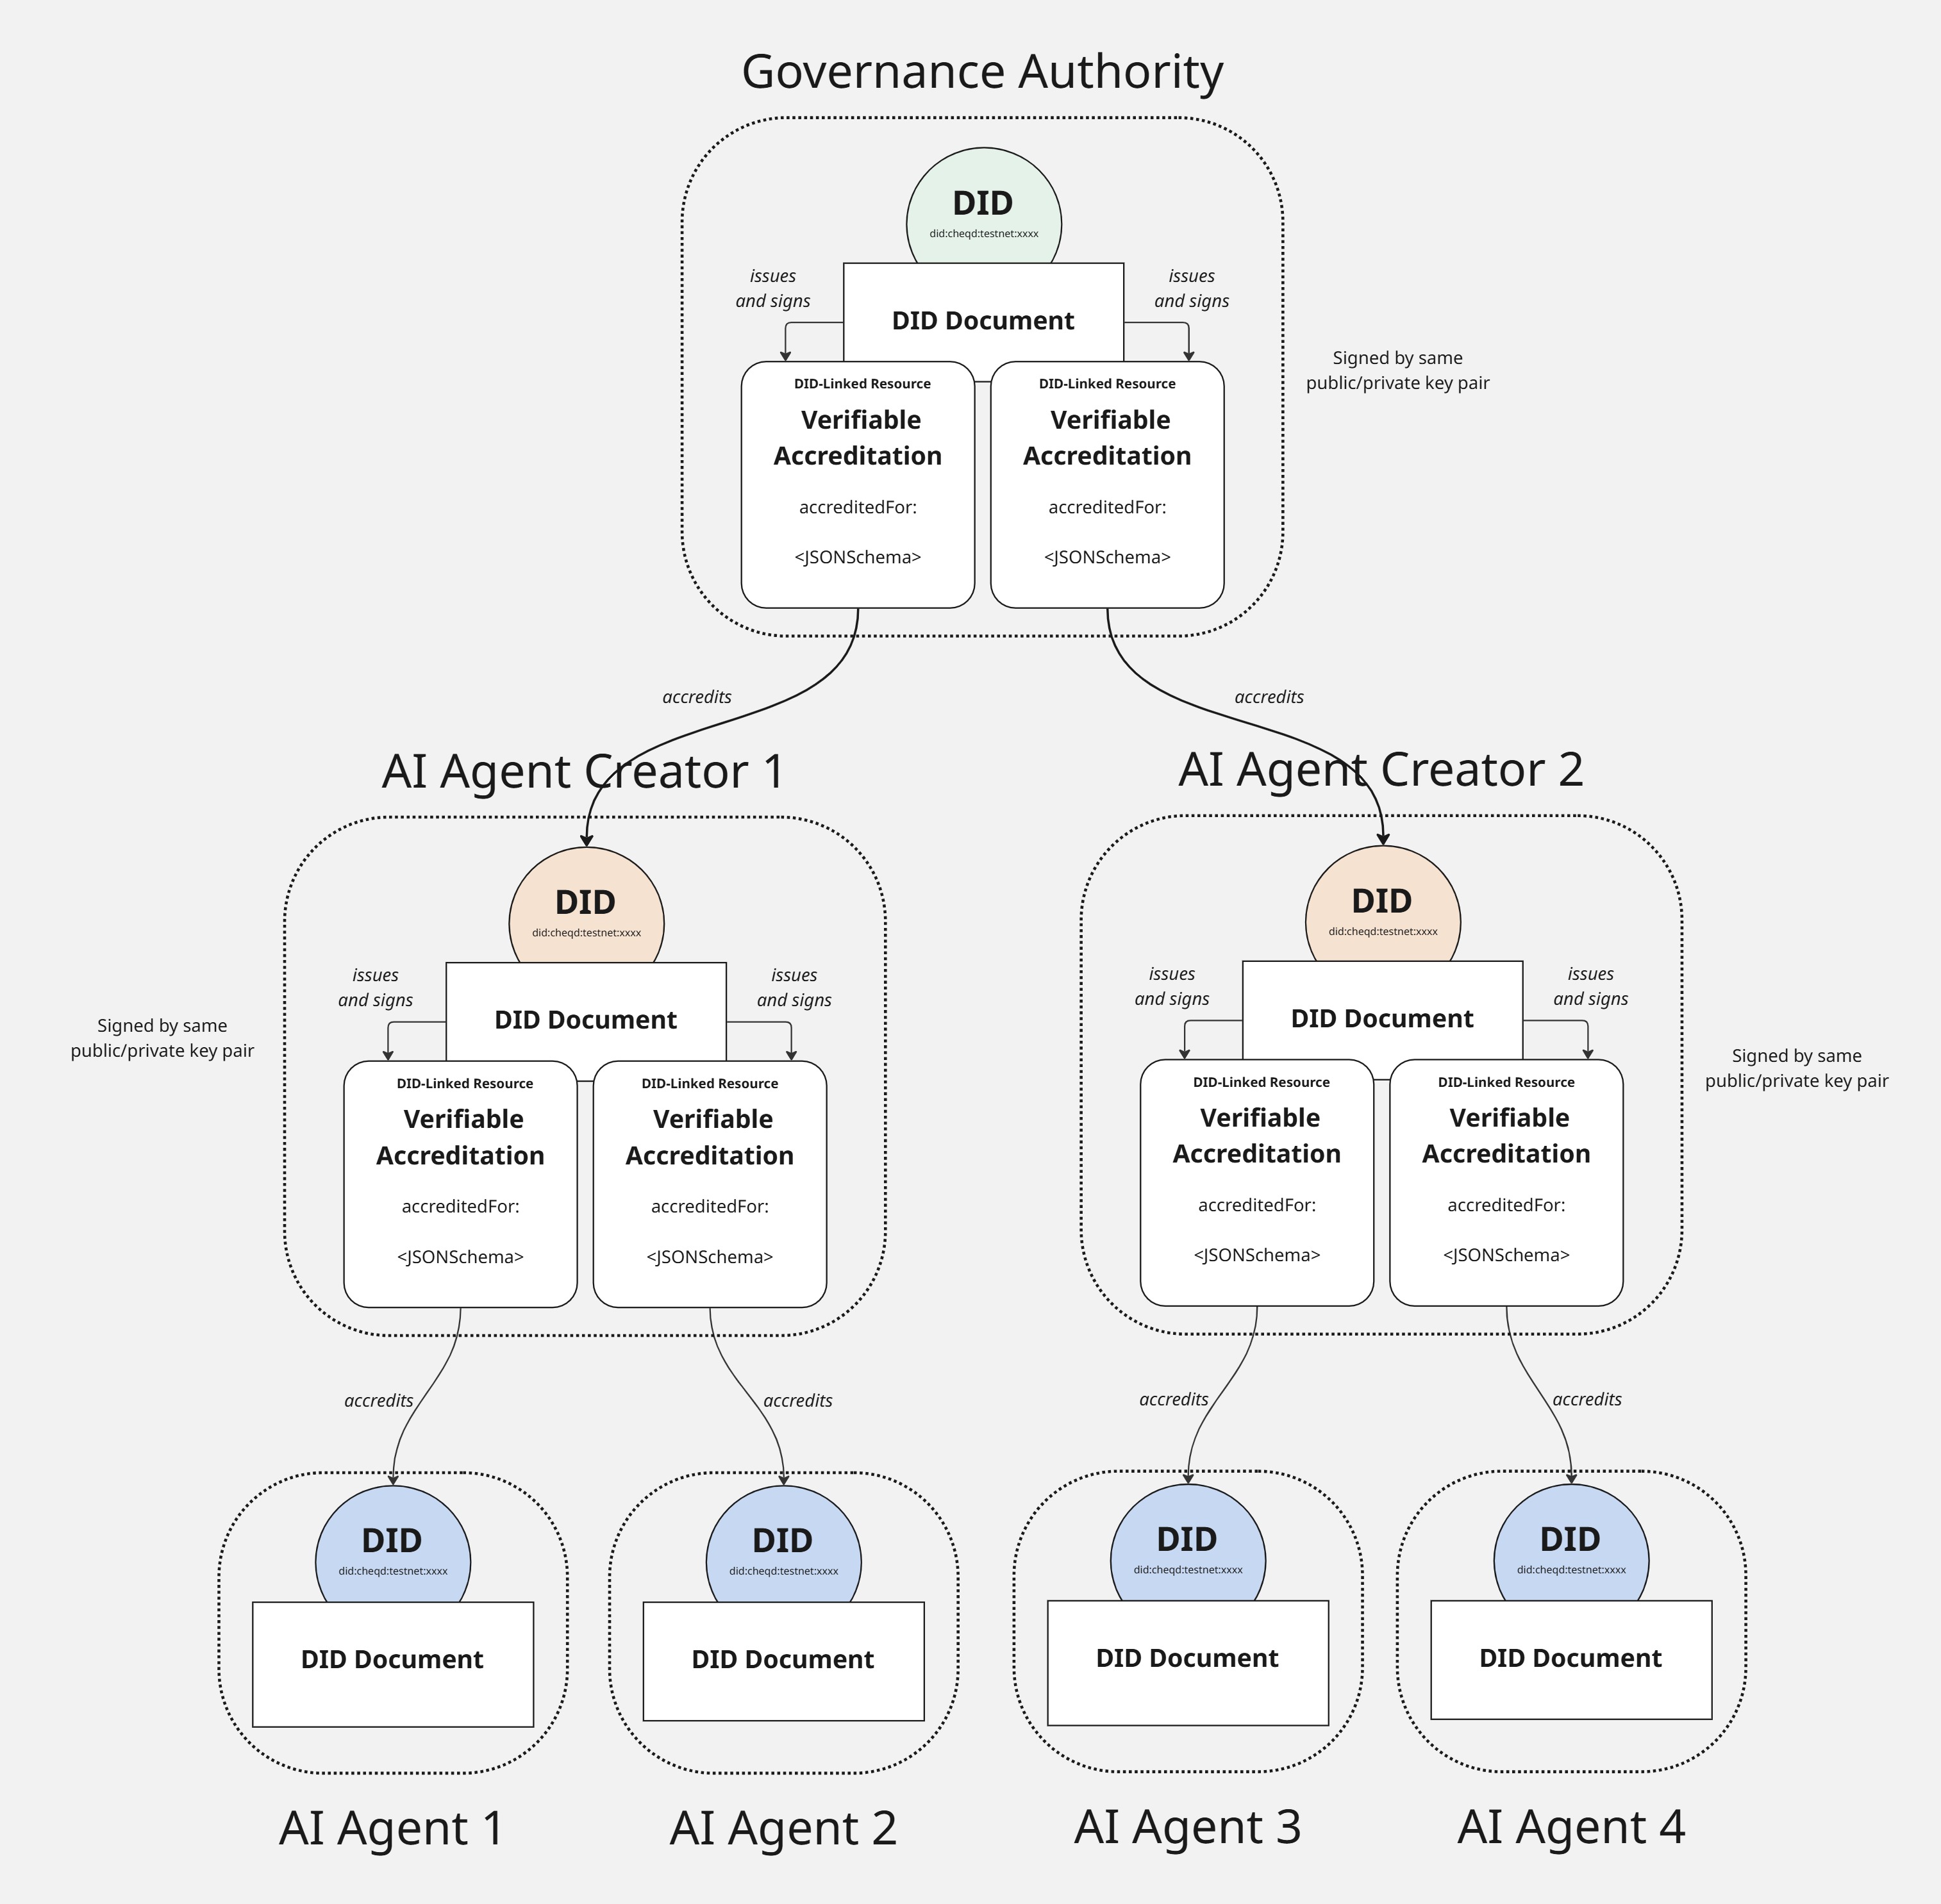 Governance Authority
DID
did:cheqd:testnet:xxxx
issues
and signs
issues
and signs
DID Document
Signed by same
public/private key pair
DID-Linked Resource
Verifiable
Accreditation
accreditedFor:
<JSONSchema>
DID-Linked Resource
Verifiable
Accreditation
accreditedFor:
<JSONSchema>
accredits
accredits
AI Agent Creator 1
DID
did:cheqd:testnet:xxxx
issues
and signs
issues
and signs
DID Document
Signed by same
public/private key pair
DID-Linked Resource
Verifiable
Accreditation
accreditedFor:
<JSONSchema>
DID-Linked Resource
Verifiable
Accreditation
accreditedFor:
<JSONSchema>
AI Agent Creator 2
DID
did:cheqd:testnet:xxxx
issues
and signs
issues
and signs
DID Document
Signed by same
public/private key pair
DID-Linked Resource
Verifiable
Accreditation
accreditedFor:
<JSONSchema>
DID-Linked Resource
Verifiable
Accreditation
accreditedFor:
<JSONSchema>
accredits
accredits
accredits
accredits
DID
did:cheqd:testnet:xxxx
DID Document
AI Agent 1
DID
did:cheqd:testnet:xxxx
DID Document
AI Agent 2
DID
did:cheqd:testnet:xxxx
DID Document
AI Agent 3
DID
did:cheqd:testnet:xxxx
DID Document
AI Agent 4